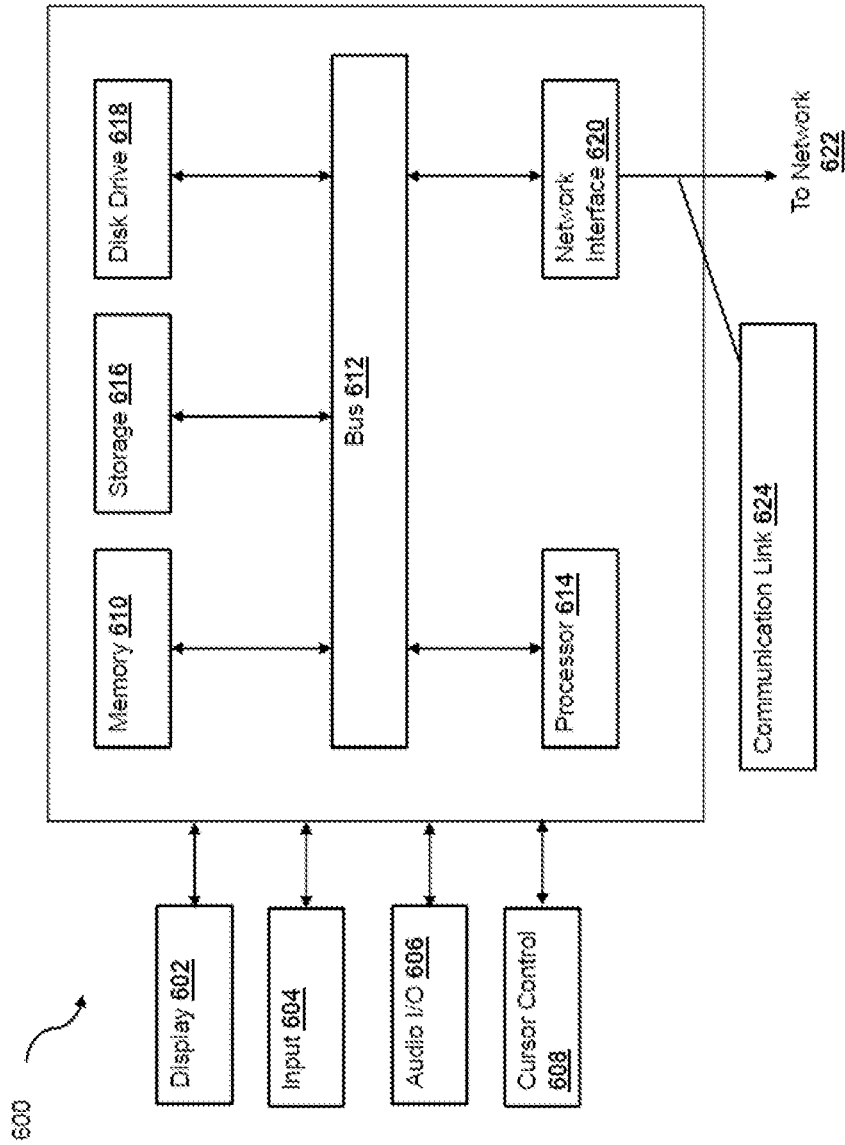 600
Display 602
Input 604
Audio I/O 606
Cursor Control
608
Memory 610
Storage 616
Disk Drive 618
Bus 612
Processor 614
Network
Interface 620
Communication Link 624
To Network
622